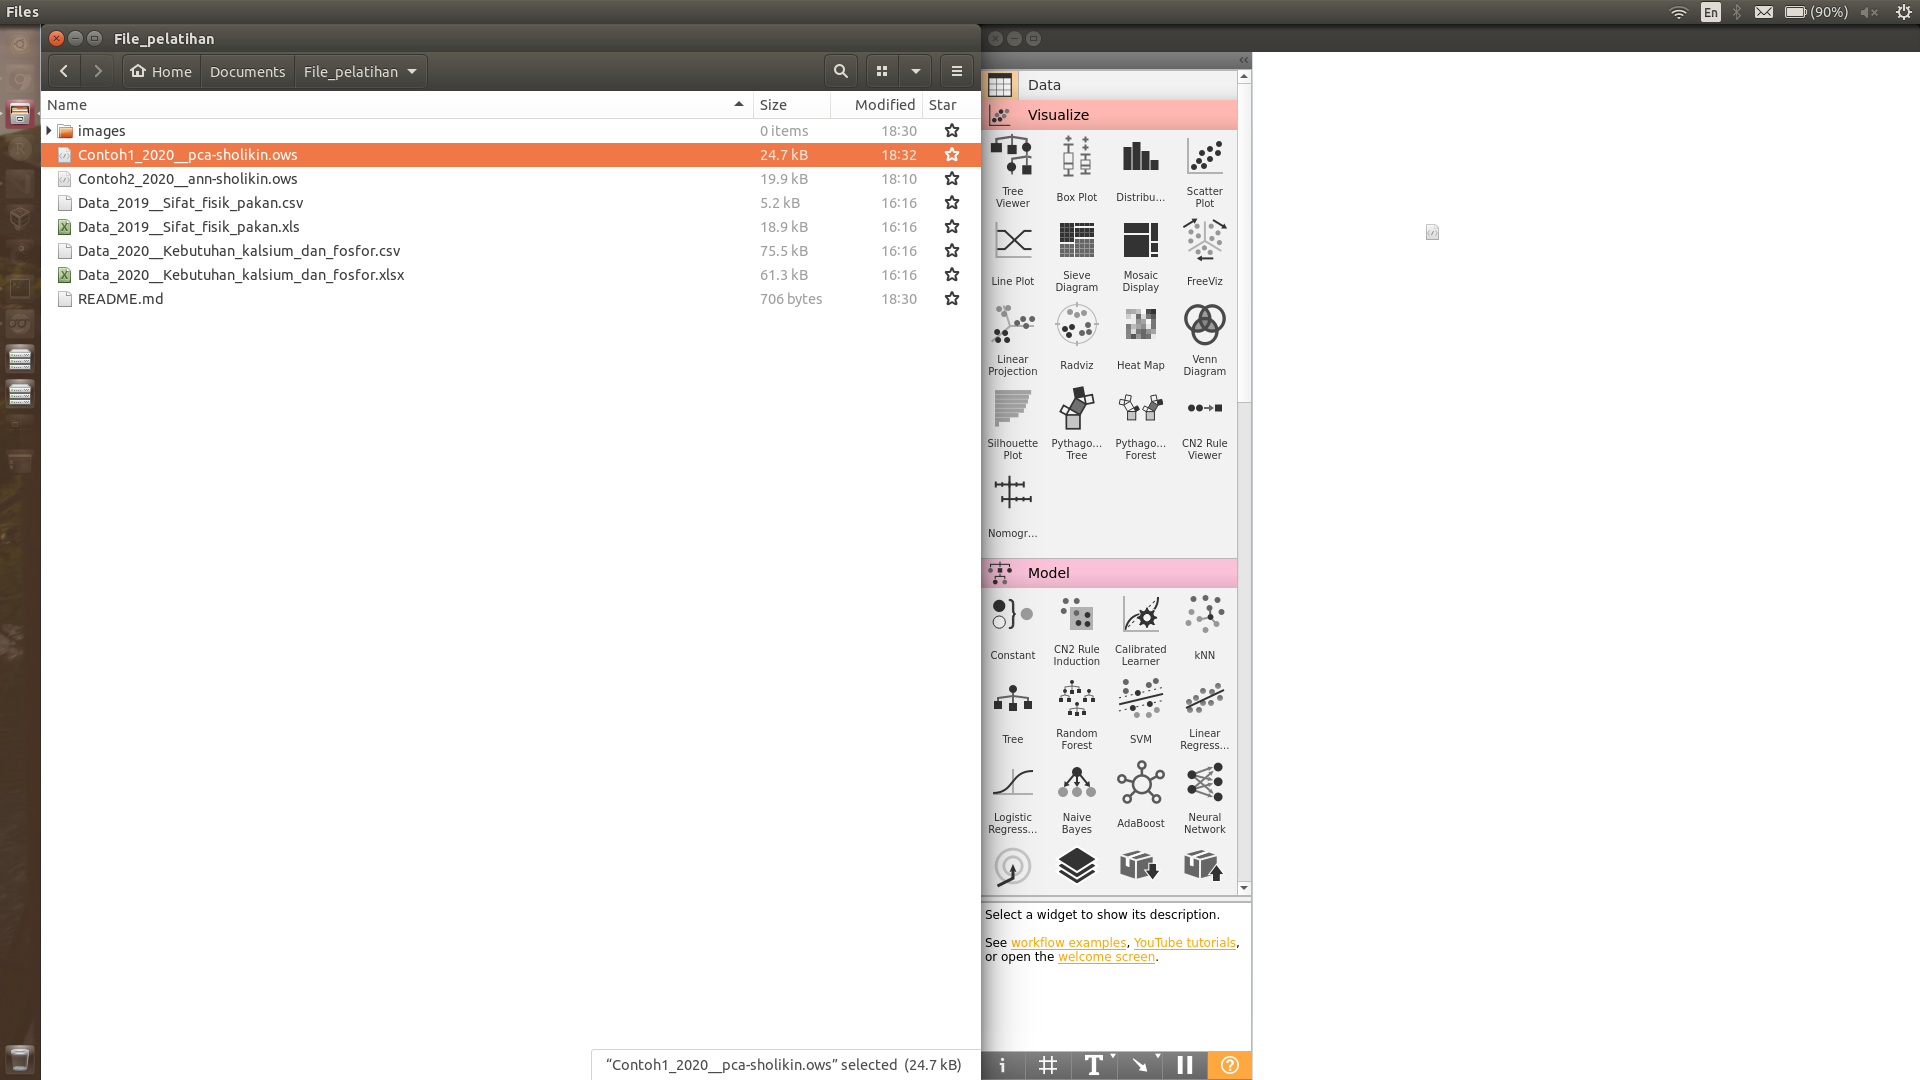 Files
En
(90%)
File_pelatihan
Home
Documents
File_pelatihan
Name
Size
Modified
Star
images
0 items
18:30
Contoh1_2020__pca-sholikin.ows
24.7 kB
18:32
Contoh2_2020__ann-sholikin.ows
19.9 kB
18:10
Data_2019__Sifat_fisik_pakan.csv
5.2 kB
16:16
Data_2019__Sifat_fisik_pakan.xls
18.9 kB
16:16
Data_2020__Kebutuhan_kalsium_dan_fosfor.csv
75.5 kB
16:16
Data_2020__Kebutuhan_kalsium_dan_fosfor.xlsx
61.3 kB
16:16
README.md
706 bytes
18:30
“Contoh1_2020__pca-sholikin.ows” selected (24.7 kB)
Data
Visualize
Tree
Viewer
Box Plot
Distribu...
Scatter
Plot
Line Plot
Sieve
Diagram
Mosaic
Display
FreeViz
Linear
Projection
Radviz
Heat Map
Venn
Diagram
Silhouette
Plot
Pythago...
Tree
Pythago...
Forest
CN2 Rule
Viewer
Nomogr...
Model
Constant
CN2 Rule
Induction
Calibrated
Learner
kNN
Tree
Random
Forest
SVM
Linear
Regress...
Logistic
Regress...
Naive
Bayes
AdaBoost
Neural
Network
Select a widget to show its description.
See workflow examples, YouTube tutorials,
or open the welcome screen.